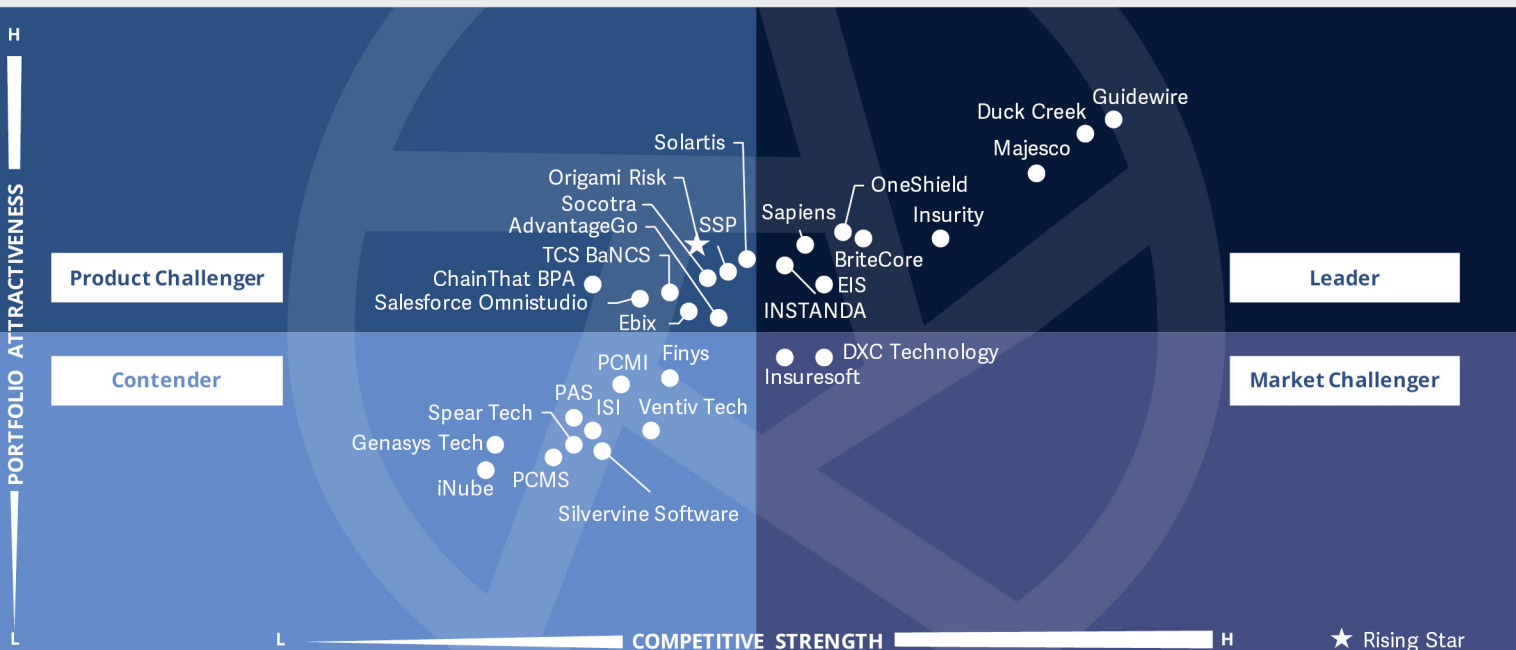 H
Guidewire
Duck Creek
Solartis
Majesco
Origami Risk
OneShield
Socotra
Sapiens
Insurity
AdvantageGo
SSP
TCS BaNCS
BriteCore
Product Challenger
ChainThat BPA
EIS
Leader
Salesforce Omnistudio
INSTANDA
Ebix
PORTFOLIO ATTRACTIVENESS
Finys
DXC Technology
PCMI
Contender
Insuresoft
Market Challenger
PAS
ISI
Ventiv Tech
Spear Tech
Genasys Tech
PCMS
iNube
Silvervine Software
L
L
COMPETITIVE STRENGTH
H
Rising Star